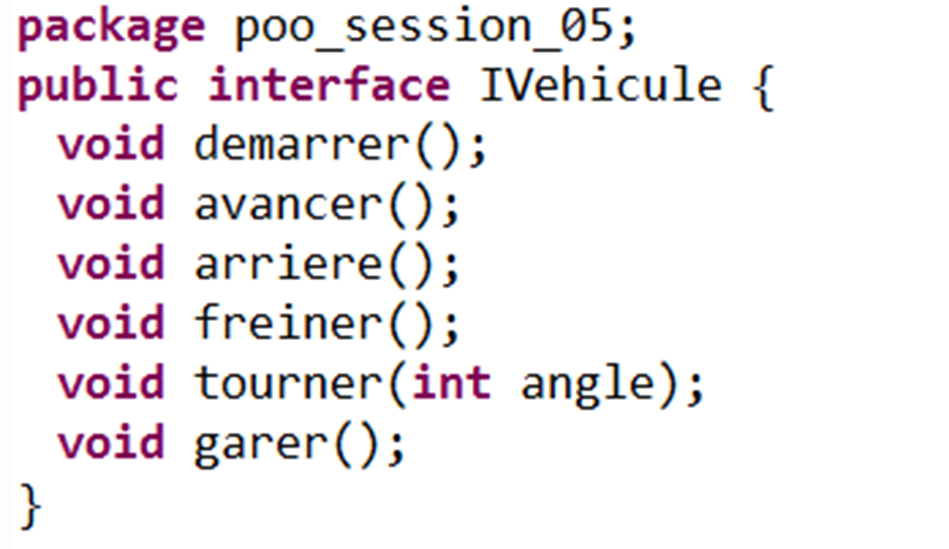 package poo_session_05;
public interface IVehicule {
void demarrer();
void avancer();
void arriere();
void freiner();
void tourner(int angle);
void garer();
}